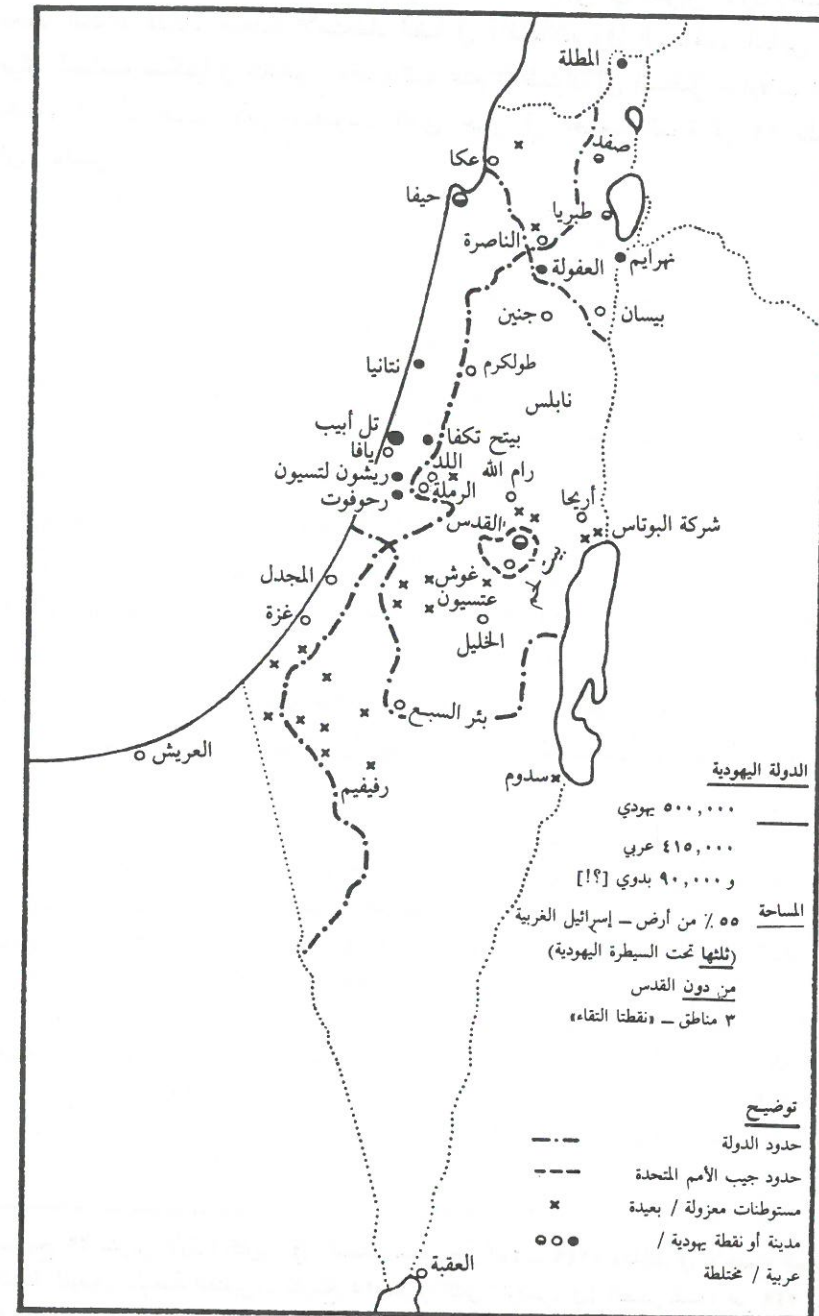 المطلة
صفد
عكا
حيفا
طبريا
الناصرة
نهرايم
العفولة
بيسان
جنين
طولكرم
نتانيا
نابلس
تل أبيب
بيتح تكفا
يافا
اللد
رام الله
ريشون لتسيون
الرملة
أريحا
رحوفوت
القدس
شركة البوتاس
بيت لحم
المجدل
غوش
عتسيون
غزة
الخليل
بئر السبع
العريش
رفيفيم
سدوم
الدولة اليهودية
٥٠٠,٠٠٠ يهودي
٤١٥,٠٠٠ عربي
و ٩٠,٠٠٠ بدوي [؟!]
المساحة ٥٥٪ من أرض – إسرائيل الغربية
(ثلثها تحت السيطرة اليهودية)
من دون القدس
٣ مناطق – «نقطتا التقاء»
توضيح
حدود الدولة
حدود جيب الأمم المتحدة
مستوطنات معزولة / بعيدة
مدينة أو نقطة يهودية /
عربية / مختلطة
العقبة